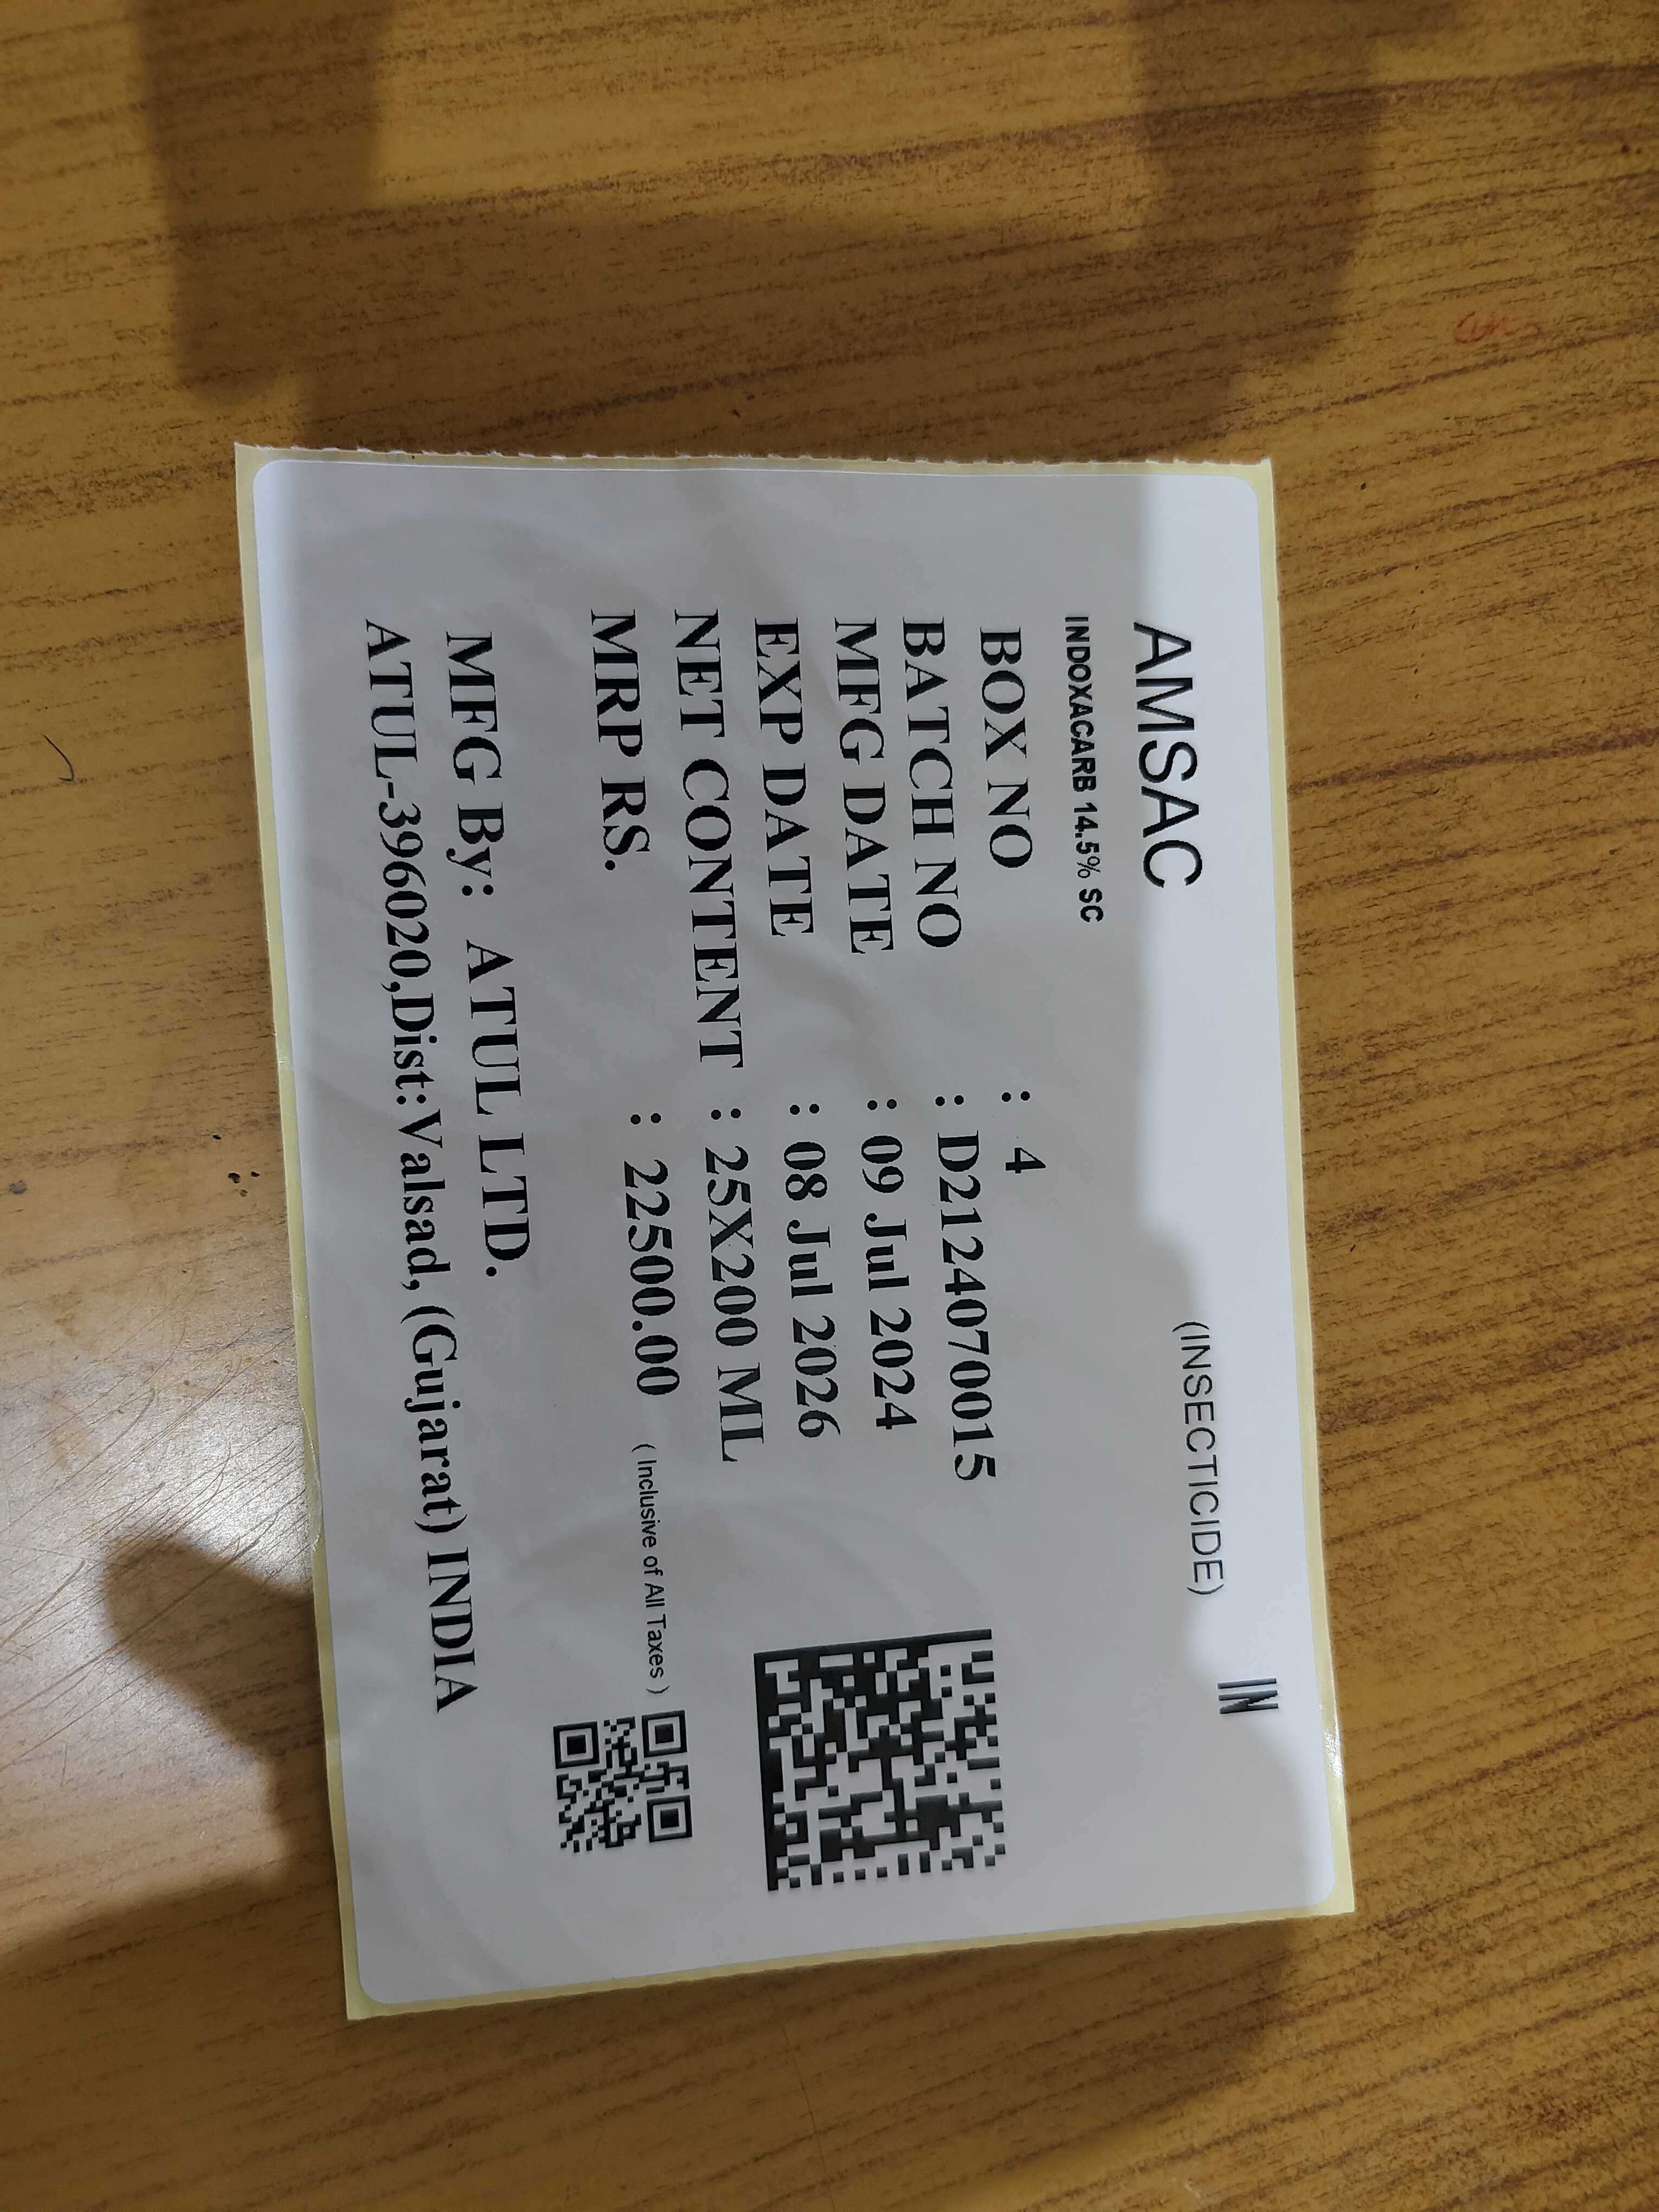 IN
AMSAC (INSECTICIDE)
INDOXACARB 14.5% SC
BOX NO : 4
BATCH NO : D2124070015
MFG DATE : 09 Jul 2024
EXP DATE : 08 Jul 2026
NET CONTENT : 25X200 ML
MRP RS. : 22500.00 ( Inclusive of All Taxes )
MFG By: ATUL LTD.
ATUL-396020,Dist:Valsad, (Gujarat) INDIA